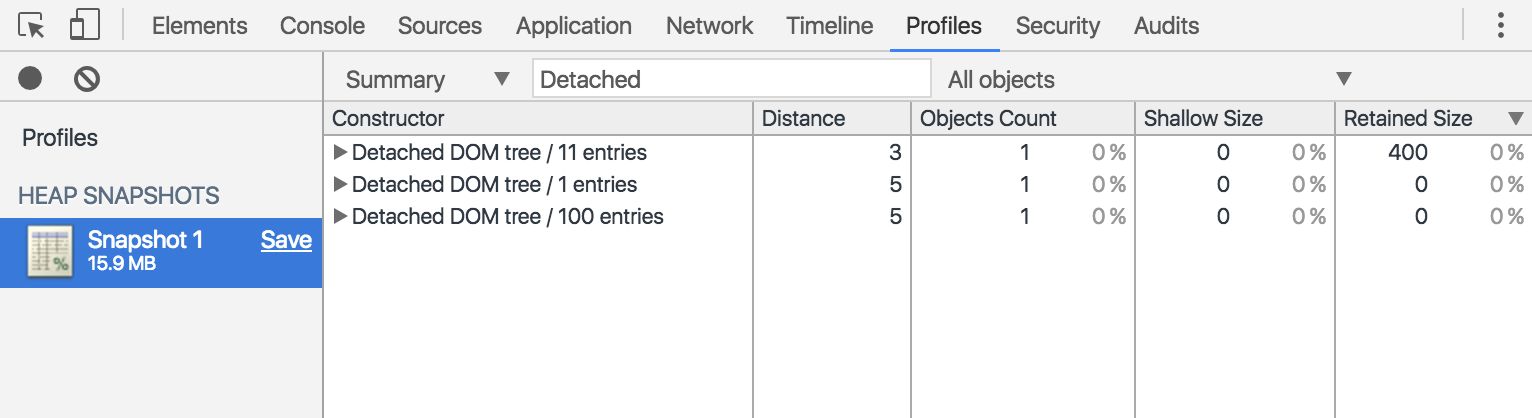 Elements Console Sources Application Network Timeline Profiles Security Audits
Summary Detached All objects
Constructor Distance Objects Count Shallow Size Retained Size
Profiles
Detached DOM tree / 11 entries 3 1 0 % 0 0 % 400 0 %
Detached DOM tree / 1 entries 5 1 0 % 0 0 % 0 0 %
HEAP SNAPSHOTS
Detached DOM tree / 100 entries 5 1 0 % 0 0 % 0 0 %
Snapshot 1 Save
15.9 MB
%